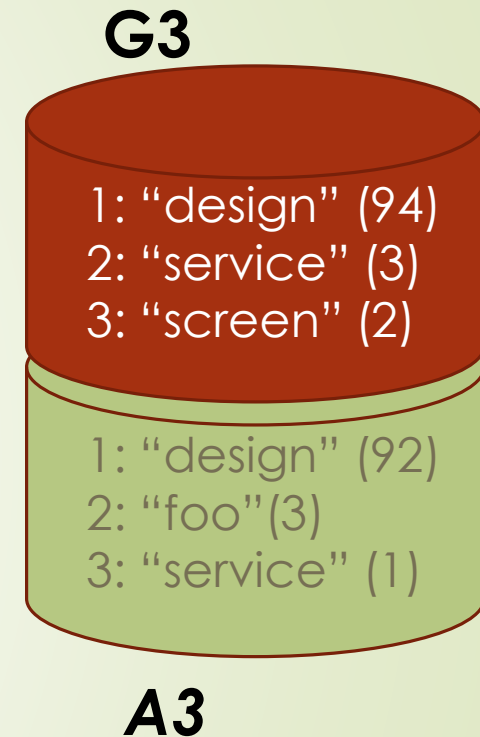 G3
1: “design” (94)
2: “service” (3)
3: “screen” (2)
1: “design” (92)
2: “foo”(3)
3: “service” (1)
A3